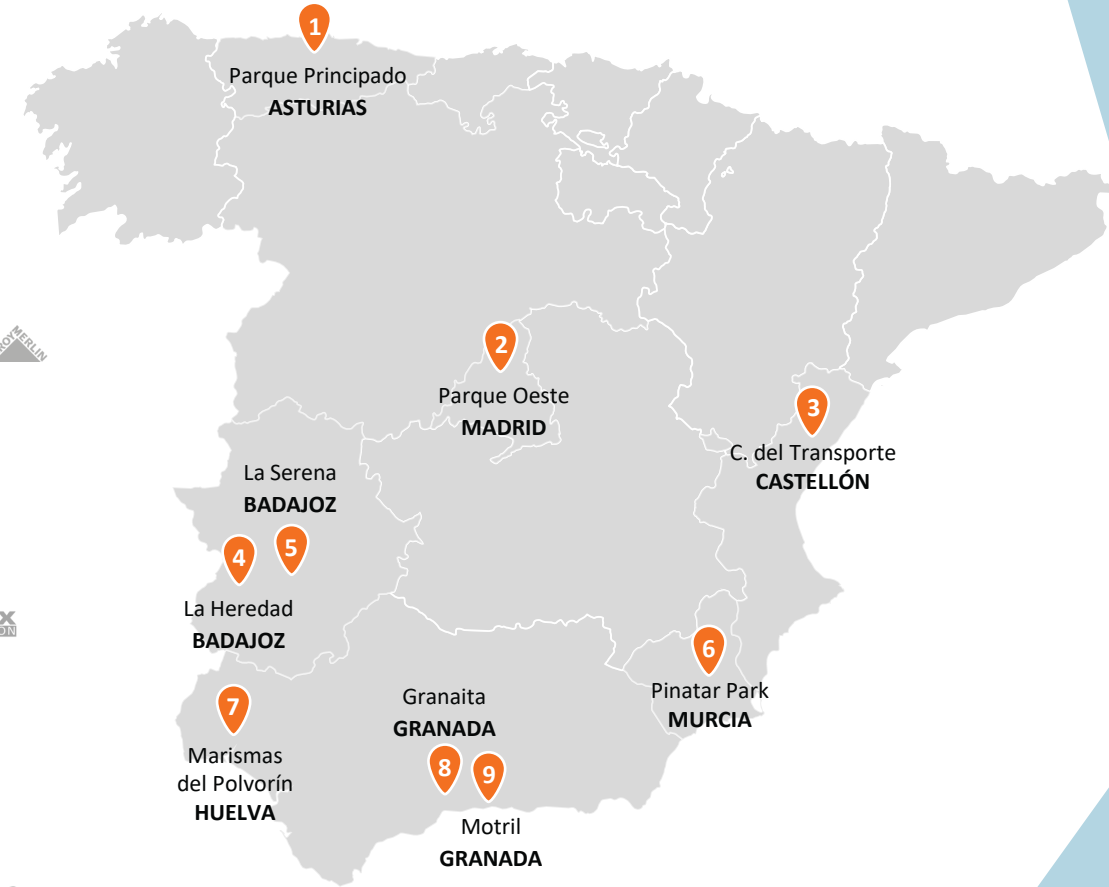 1
Parque Principado
ASTURIAS
2
Parque Oeste
MADRID
3
C. del Transporte
CASTELLÓN
La Serena
BADAJOZ
4
5
La Heredad
BADAJOZ
6
Pinatar Park
MURCIA
7
Marismas
del Polvorín
HUELVA
Granaita
GRANADA
8
9
Motril
GRANADA